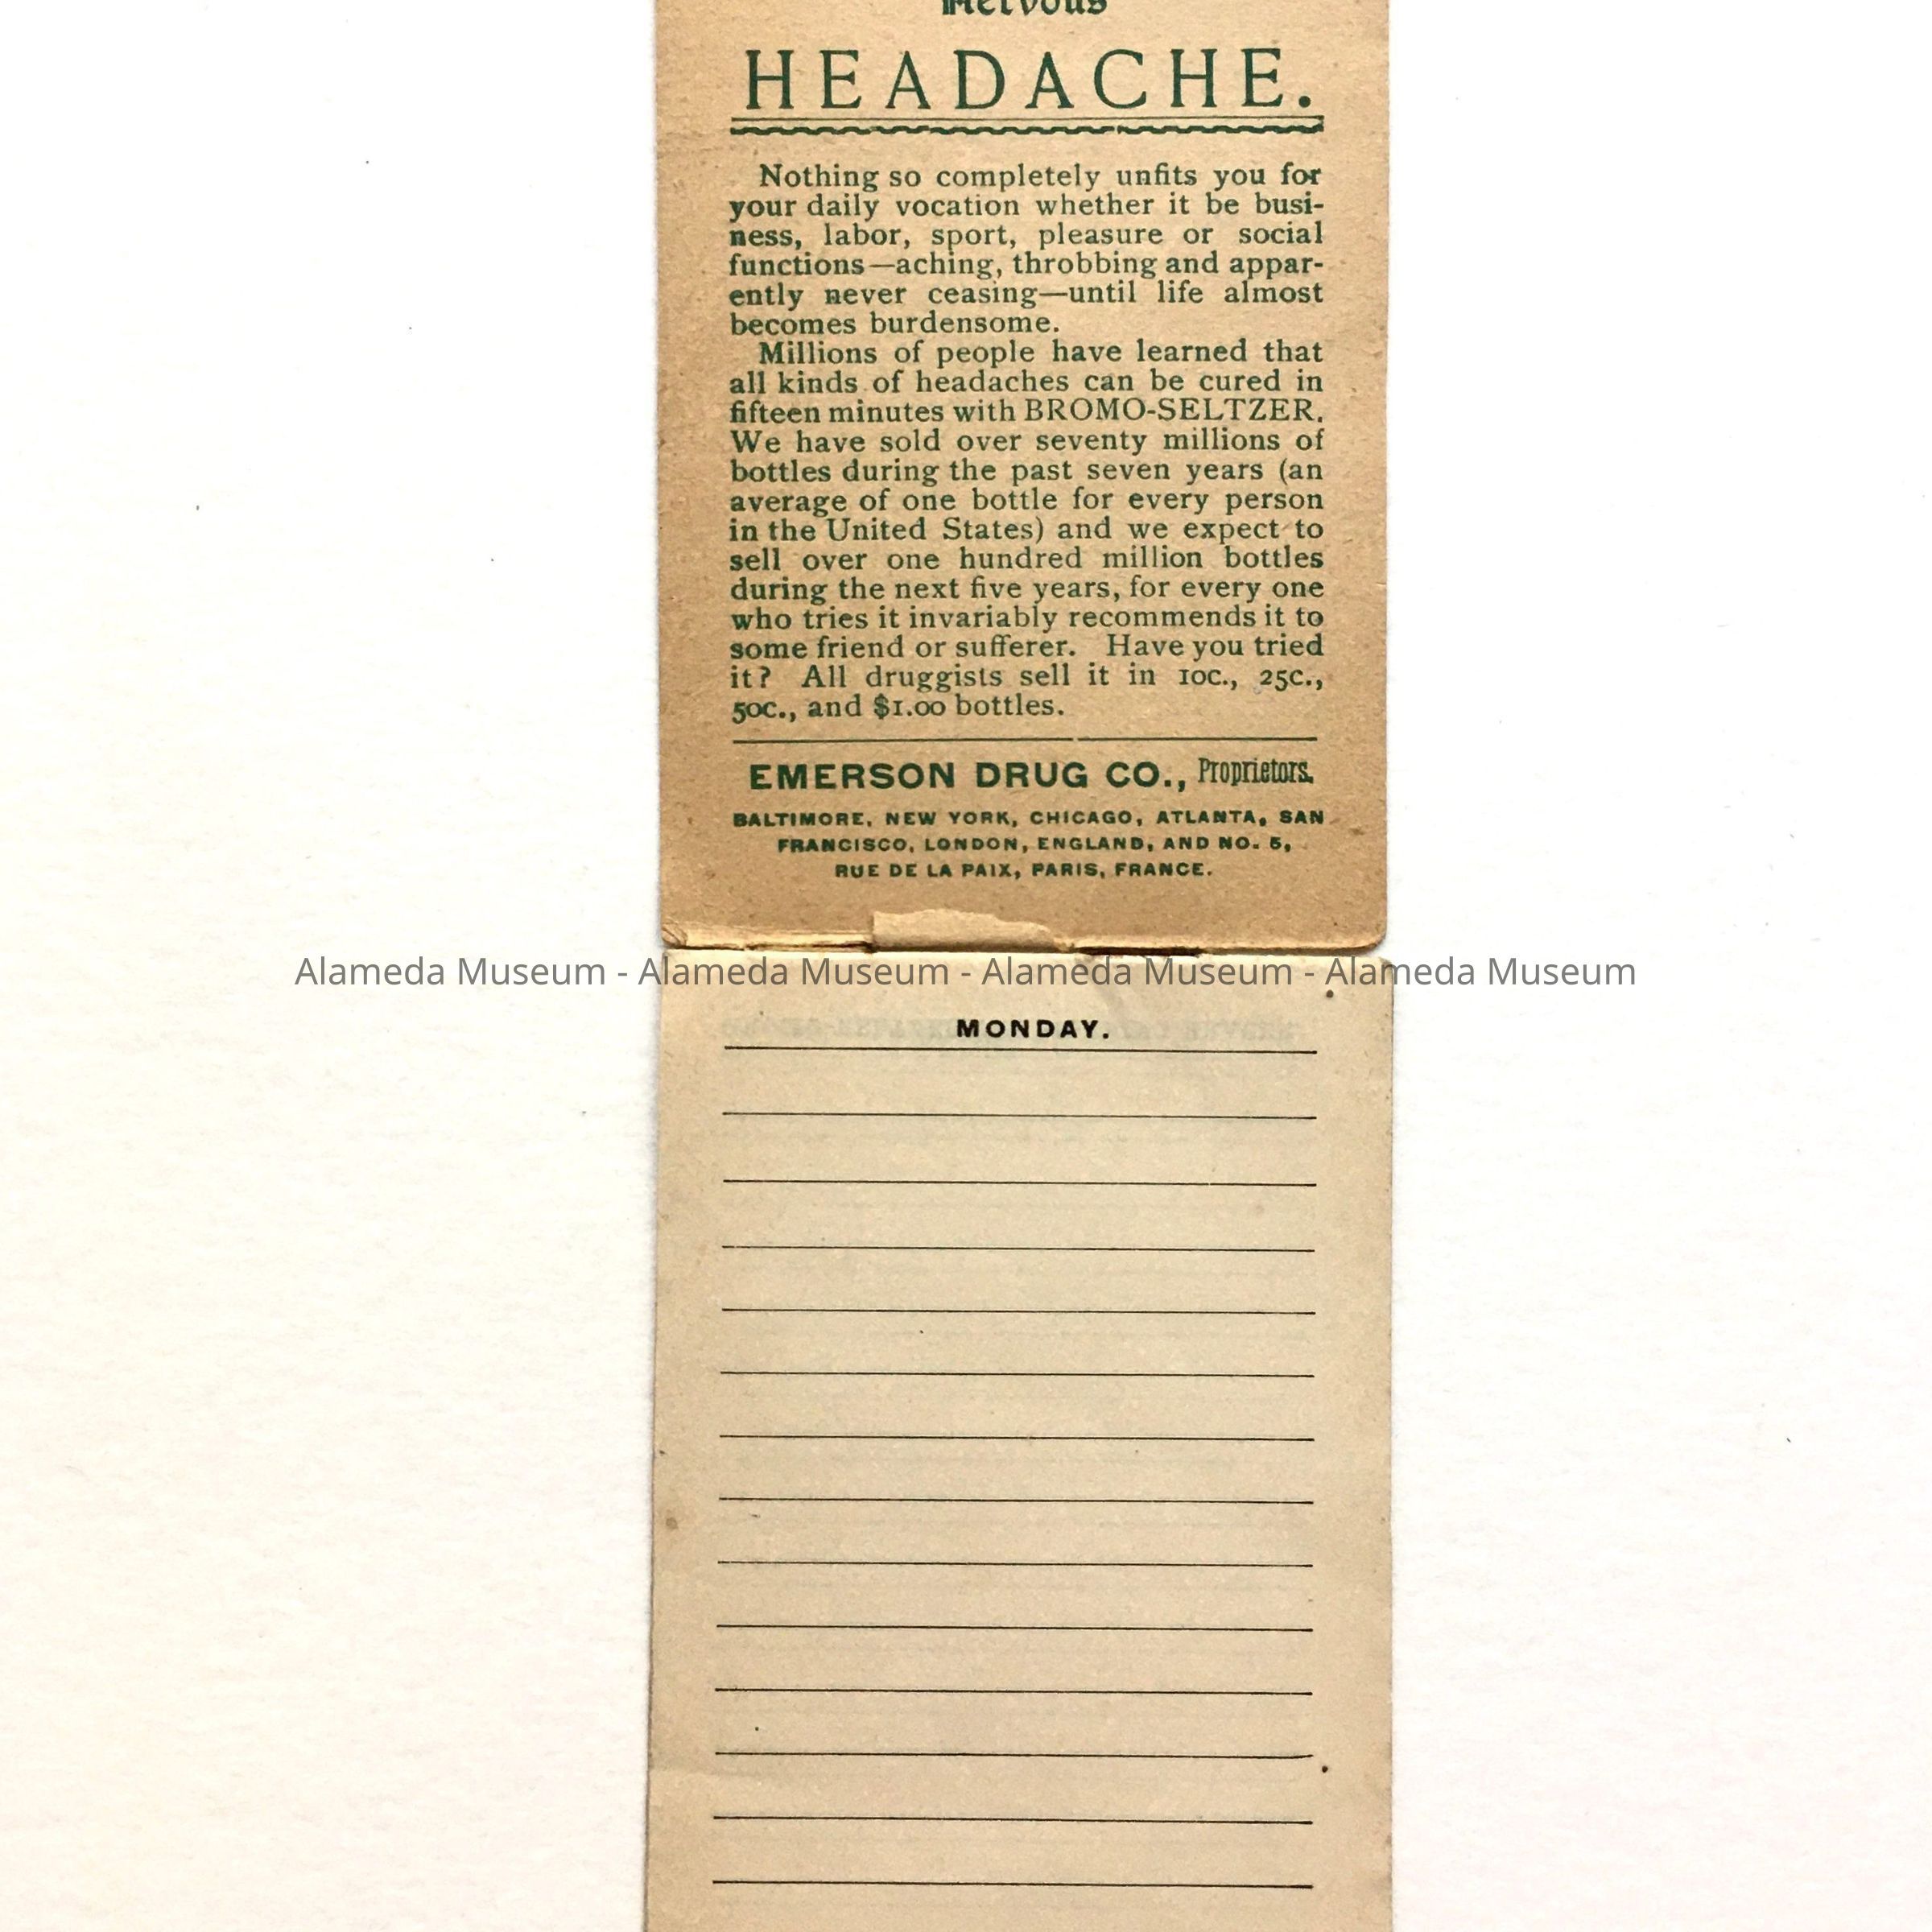 Nervous
HEADACHE.
Nothing so completely unfits you for
your daily vocation whether it be busi-
ness, labor, sport, pleasure or social
functions—aching, throbbing and appar-
ently never ceasing—until life almost
becomes burdensome.
Millions of people have learned that
all kinds of headaches can be cured in
fifteen minutes with BROMO-SELTZER.
We have sold over seventy millions of
bottles during the past seven years (an
average of one bottle for every person
in the United States) and we expect to
sell over one hundred million bottles
during the next five years, for every one
who tries it invariably recommends it to
some friend or sufferer. Have you tried
it? All druggists sell it in 10c., 25c.,
50c., and $1.00 bottles.
EMERSON DRUG CO., Proprietors.
BALTIMORE, NEW YORK, CHICAGO, ATLANTA, SAN
FRANCISCO, LONDON, ENGLAND, AND NO. 5,
RUE DE LA PAIX, PARIS, FRANCE.
Alameda Museum - Alameda Museum - Alameda Museum - Alameda Museum
MONDAY.